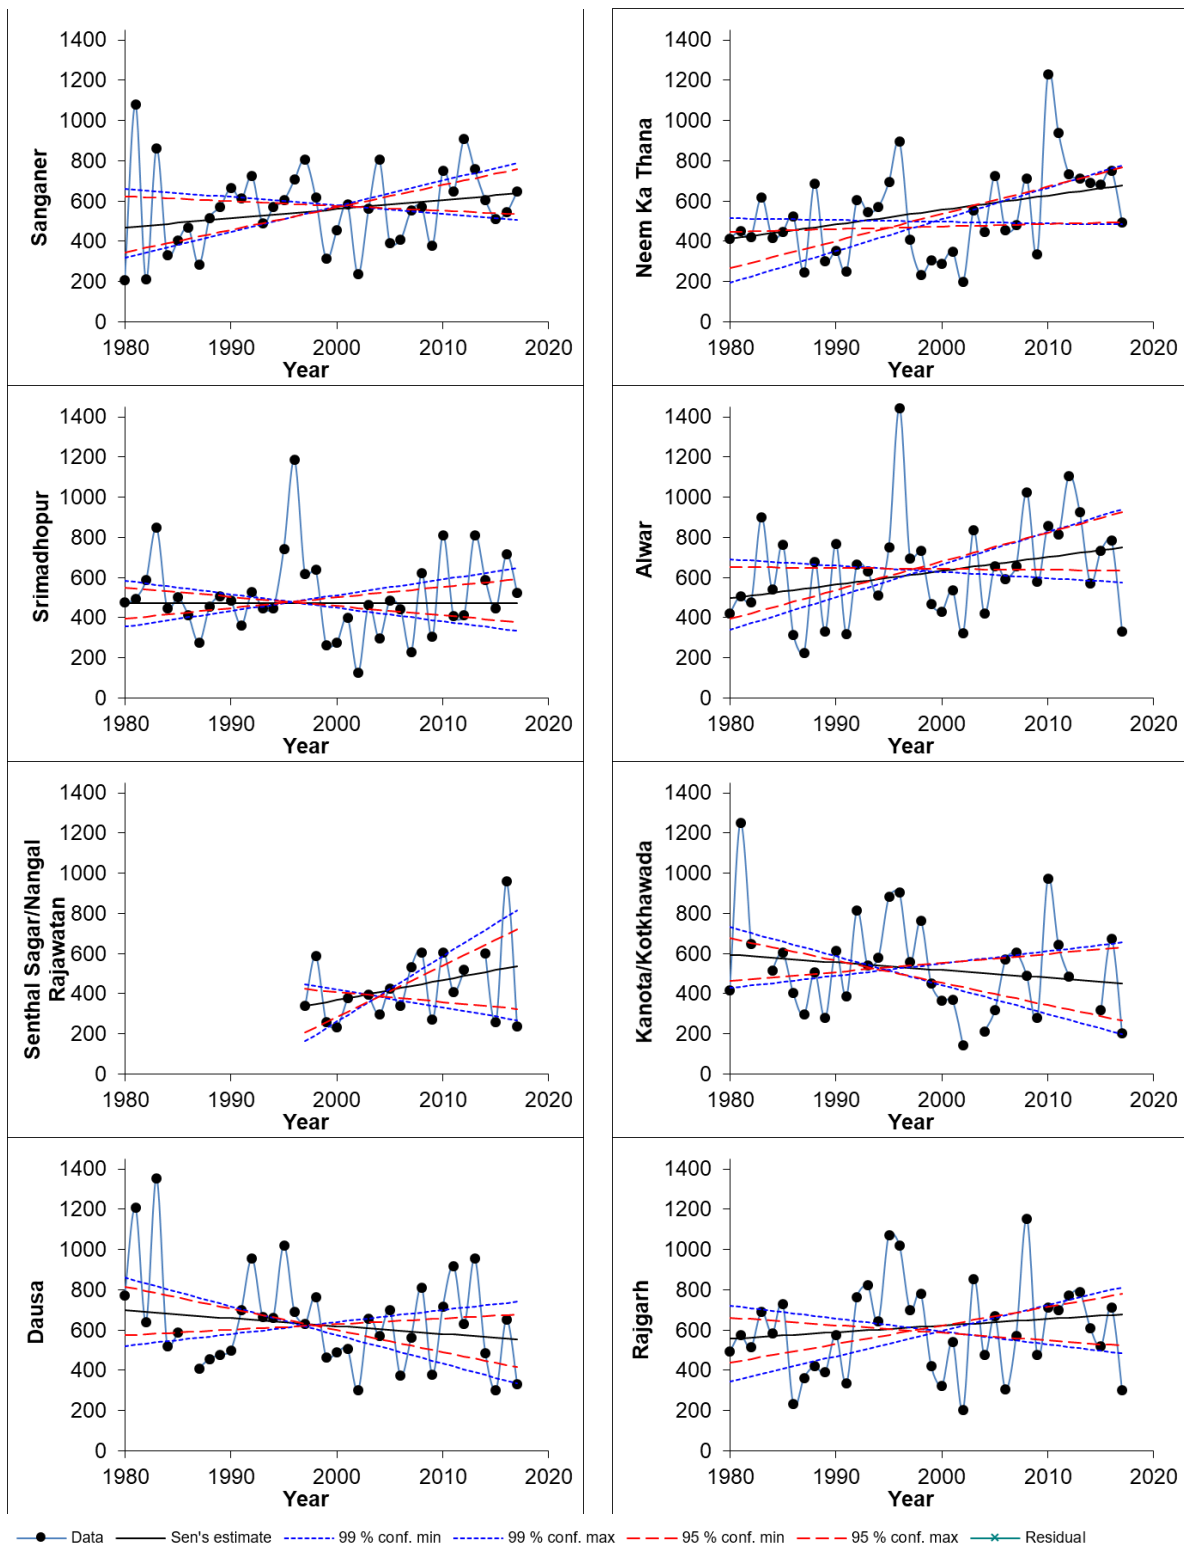 1400
1200
1000
800
600
400
200
0
1980 1990 2000 2010 2020
Year
Sanganer
1400
1200
1000
800
600
400
200
0
1980 1990 2000 2010 2020
Year
Neem Ka Thana
1400
1200
1000
800
600
400
200
0
1980 1990 2000 2010 2020
Year
Srimadhopur
1400
1200
1000
800
600
400
200
0
1980 1990 2000 2010 2020
Year
Alwar
1400
1200
1000
800
600
400
200
0
1980 1990 2000 2010 2020
Year
Senthal Sagar/Nangal
Rajawatan
1400
1200
1000
800
600
400
200
0
1980 1990 2000 2010 2020
Year
Kanota/Kotkhawada
1400
1200
1000
800
600
400
200
0
1980 1990 2000 2010 2020
Year
Dausa
1400
1200
1000
800
600
400
200
0
1980 1990 2000 2010 2020
Year
Rajgarh
Data Sen's estimate 99 % conf. min 99 % conf. max 95 % conf. min 95 % conf. max Residual